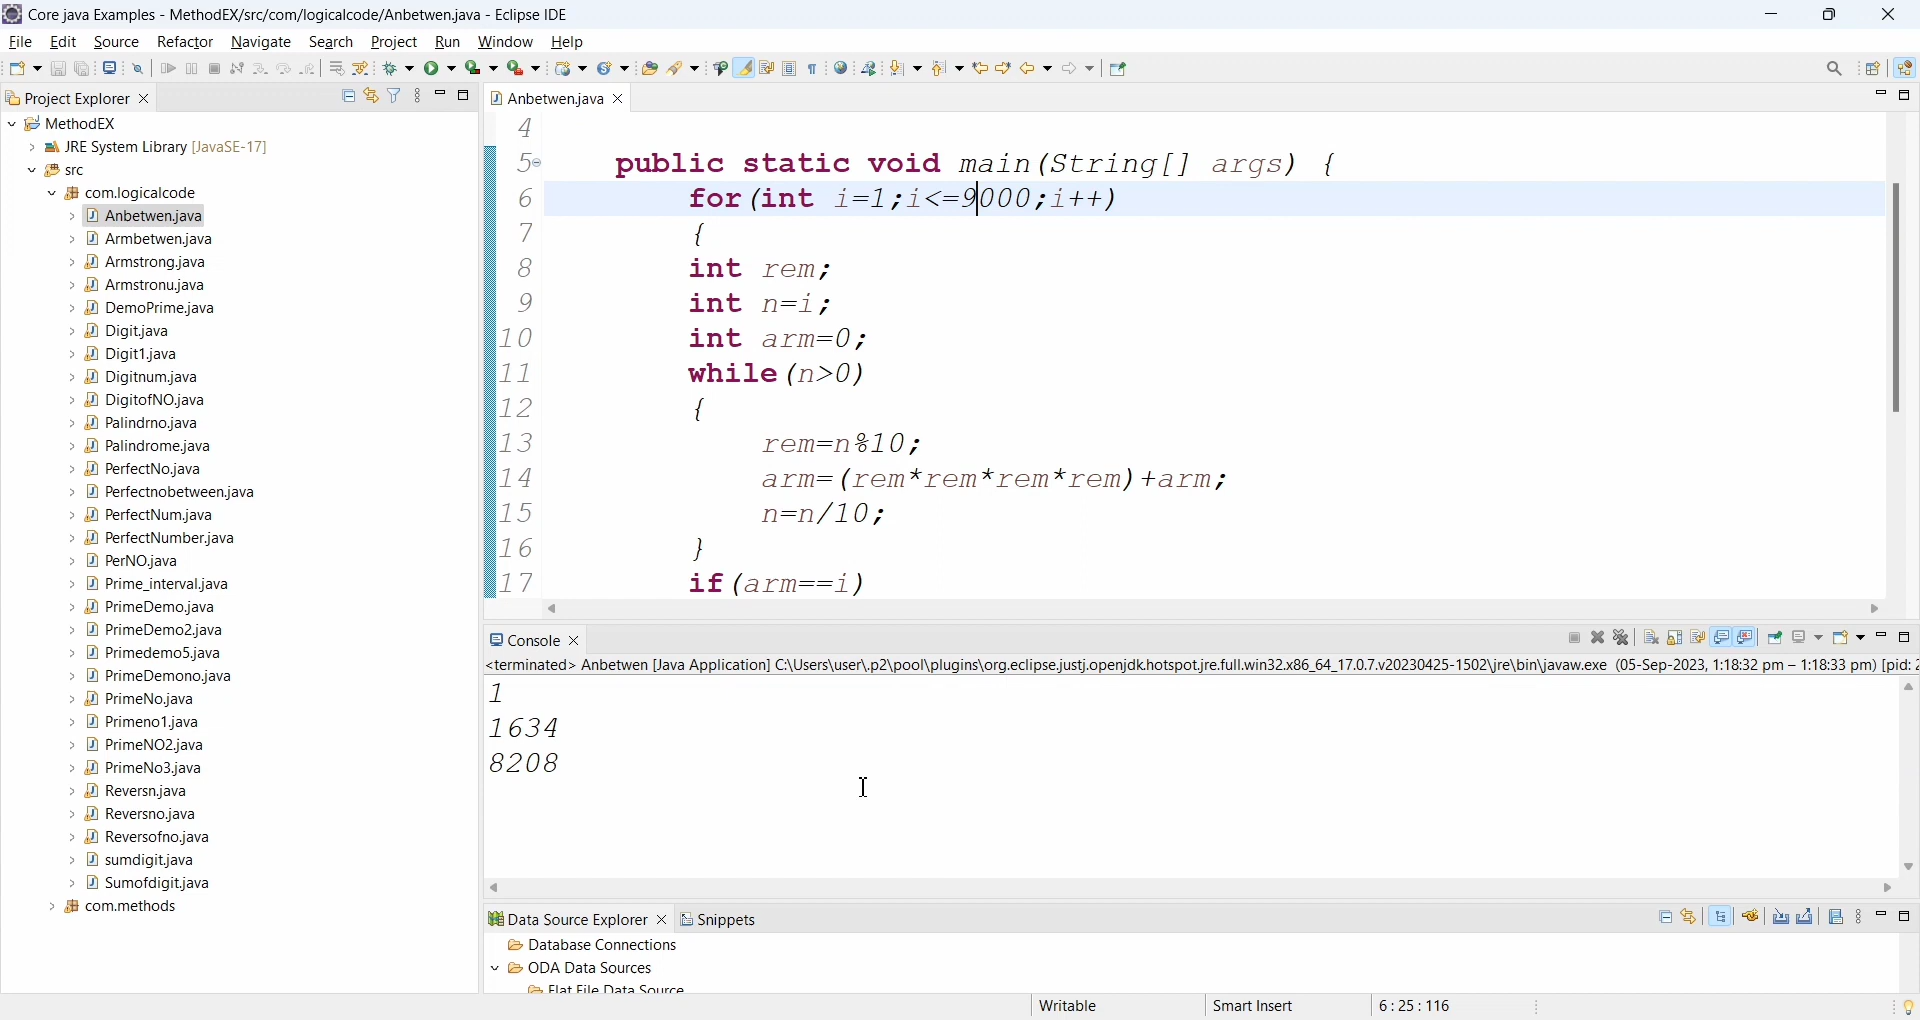 Core java Examples - MethodEX/src/com/logicalcode/Anbetwen.java - Eclipse IDE
File Edit Source Refactor Navigate Search Project Run Window Help
Project Explorer
MethodEX
JRE System Library [JavaSE-17]
src
com.logicalcode
Anbetwen.java
Armbetwen.java
Armstrong.java
Armstronu.java
DemoPrime.java
Digit.java
Digit1.java
Digitnum.java
DigitofNO.java
Palindrno.java
Palindrome.java
PerfectNo.java
Perfectnobetween.java
PerfectNum.java
PerfectNumber.java
PerNO.java
Prime_interval.java
PrimeDemo.java
PrimeDemo2.java
Primedemo5.java
PrimeDemono.java
PrimeNo.java
Primeno1.java
PrimeNO2.java
PrimeNo3.java
Reversn.java
Reversno.java
Reversofno.java
sumdigit.java
Sumofdigit.java
com.methods
Anbetwen.java
4
5 public static void main(String[] args) {
6 for(int i=1;i<=9000;i++)
7 {
8 int rem;
9 int n=i;
10 int arm=0;
11 while(n>0)
12 {
13 rem=n%10;
14 arm=(rem*rem*rem*rem)+arm;
15 n=n/10;
16 }
17 if(arm==i)
Console
<terminated> Anbetwen [Java Application] C:\Users\user\.p2\pool\plugins\org.eclipse.justj.openjdk.hotspot.jre.full.win32.x86_64_17.0.7.v20230425-1502\jre\bin\javaw.exe (05-Sep-2023, 1:18:32 pm – 1:18:33 pm) [pid: 2
1
1634
8208
Data Source Explorer Snippets
Database Connections
ODA Data Sources
Flat File Data Source
Writable Smart Insert 6 : 25 : 116